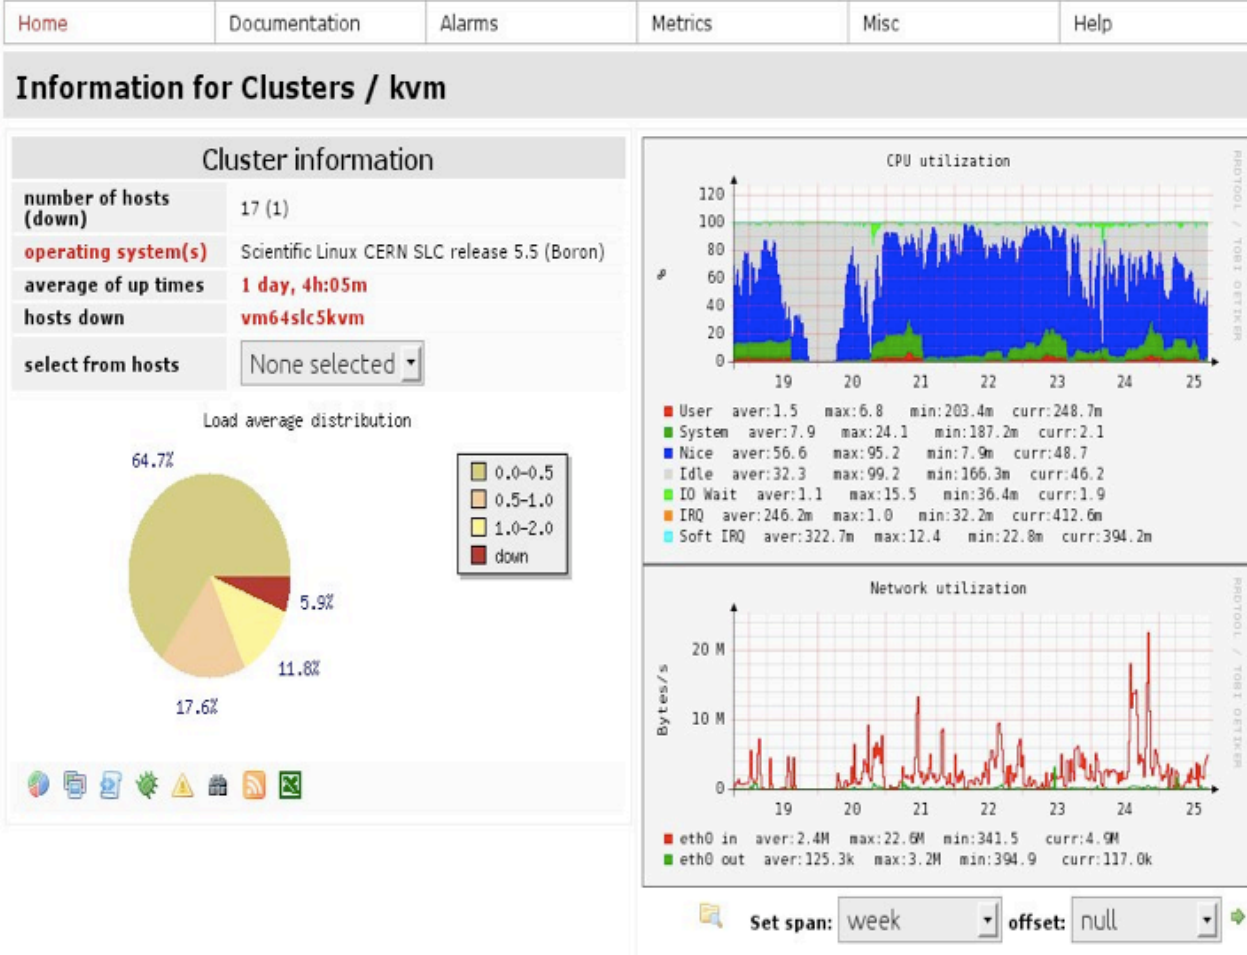 Home Documentation Alarms Metrics Misc Help
Information for Clusters / kvm
Cluster information
number of hosts (down) 17 (1)
operating system(s) Scientific Linux CERN SLC release 5.5 (Boron)
average of up times 1 day, 4h:05m
hosts down vm64slc5kvm
select from hosts None selected
Load average distribution
64.7%
0.0-0.5
0.5-1.0
1.0-2.0
down
5.9%
11.8%
17.6%
CPU utilization
RRDTOOL / TOBI OETIKER
%
120
100
80
60
40
20
0
19 20 21 22 23 24 25
User aver:1.5 max:6.8 min:203.4m curr:248.7m
System aver:7.9 max:24.1 min:187.2m curr:2.1
Nice aver:56.6 max:95.2 min:7.9m curr:48.7
Idle aver:32.3 max:99.2 min:166.3m curr:46.2
IO Wait aver:1.1 max:15.5 min:36.4m curr:1.9
IRQ aver:246.2m max:1.0 min:32.2m curr:412.6m
Soft IRQ aver:322.7m max:12.4 min:22.8m curr:394.2m
Network utilization
RRDTOOL / TOBI OETIKER
Bytes/s
20 M
10 M
0
19 20 21 22 23 24 25
eth0 in aver:2.4M max:22.6M min:341.5 curr:4.9M
eth0 out aver:125.3k max:3.2M min:394.9 curr:117.0k
Set span: week offset: null